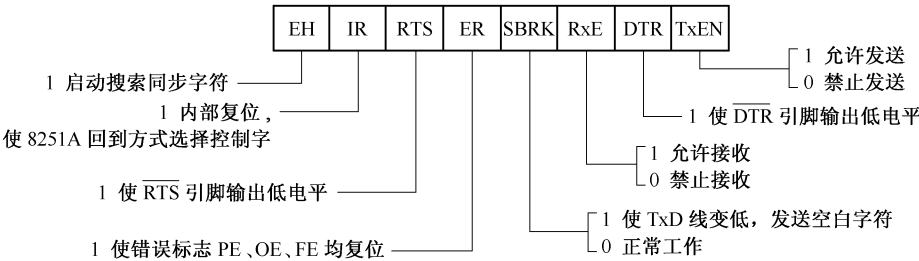 EH IR RTS ER SBRK RxE DTR TxEN
1 允许发送
0 禁止发送
1 启动搜索同步字符
1 内部复位，
使 8251A 回到方式选择控制字
1 使 D̅T̅R̅ 引脚输出低电平
1 允许接收
0 禁止接收
1 使 R̅T̅S̅ 引脚输出低电平
1 使 TxD 线变低，发送空白字符
0 正常工作
1 使错误标志 PE、OE、FE 均复位